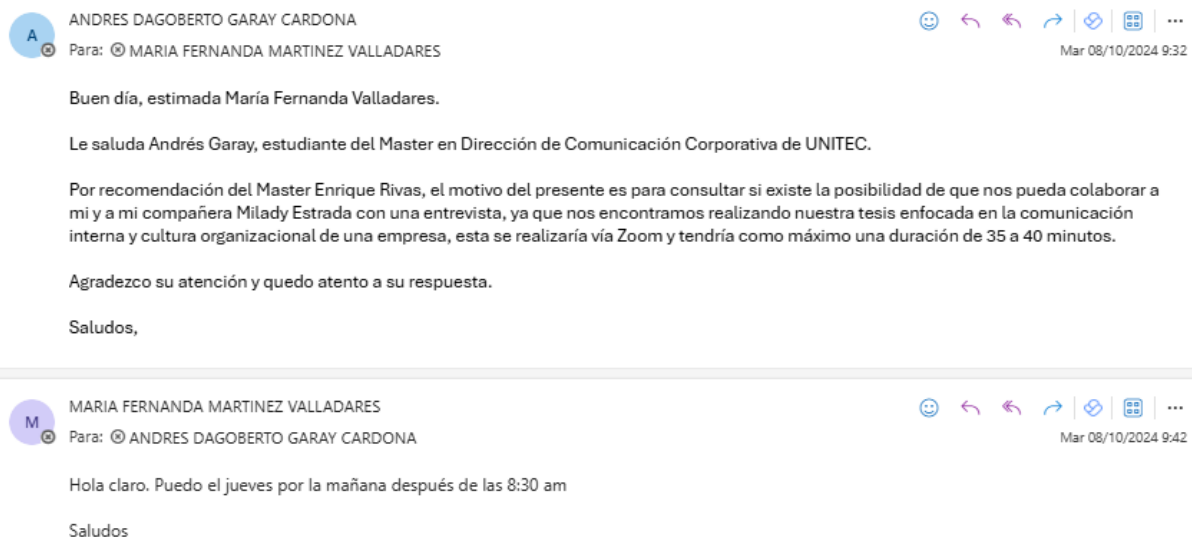 ANDRES DAGOBERTO GARAY CARDONA
A
Para: MARIA FERNANDA MARTINEZ VALLADARES
Mar 08/10/2024 9:32
Buen día, estimada María Fernanda Valladares.
Le saluda Andrés Garay, estudiante del Master en Dirección de Comunicación Corporativa de UNITEC.
Por recomendación del Master Enrique Rivas, el motivo del presente es para consultar si existe la posibilidad de que nos pueda colaborar a
mi y a mi compañera Milady Estrada con una entrevista, ya que nos encontramos realizando nuestra tesis enfocada en la comunicación
interna y cultura organizacional de una empresa, esta se realizaría vía Zoom y tendría como máximo una duración de 35 a 40 minutos.
Agradezco su atención y quedo atento a su respuesta.
Saludos,
MARIA FERNANDA MARTINEZ VALLADARES
M
Para: ANDRES DAGOBERTO GARAY CARDONA
Mar 08/10/2024 9:42
Hola claro. Puedo el jueves por la mañana después de las 8:30 am
Saludos